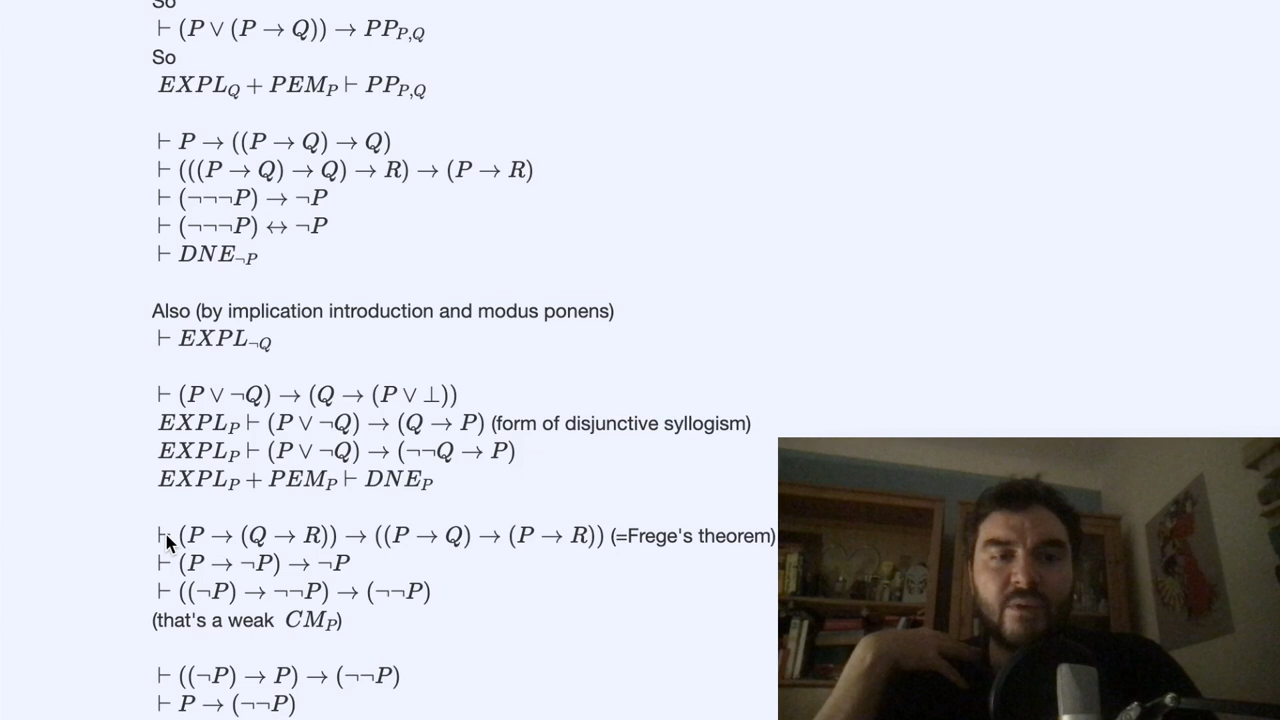 So
⊢ (P ∨ (P → Q)) → PP_{P,Q}
So
EXPL_Q + PEM_P ⊢ PP_{P,Q}
⊢ P → ((P → Q) → Q)
⊢ (((P → Q) → Q) → R) → (P → R)
⊢ (¬¬¬P) → ¬P
⊢ (¬¬¬P) ↔ ¬P
⊢ DNE_{¬P}
Also (by implication introduction and modus ponens)
⊢ EXPL_{¬Q}
⊢ (P ∨ ¬Q) → (Q → (P ∨ ⊥))
EXPL_P ⊢ (P ∨ ¬Q) → (Q → P) (form of disjunctive syllogism)
EXPL_P ⊢ (P ∨ ¬Q) → (¬¬Q → P)
EXPL_P + PEM_P ⊢ DNE_P
⊢ (P → (Q → R)) → ((P → Q) → (P → R)) (=Frege's theorem)
⊢ (P → ¬P) → ¬P
⊢ ((¬P) → ¬¬P) → (¬¬P)
(that's a weak CM_P)
⊢ ((¬P) → P) → (¬¬P)
⊢ P → (¬¬P)